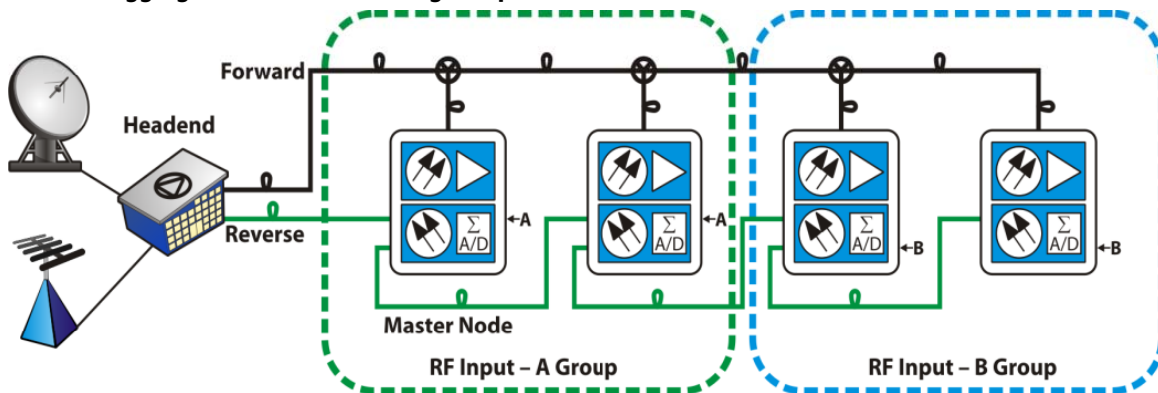 Forward
Headend
Reverse
Σ
A/D
←A
Σ
A/D
←A
Σ
A/D
←B
Σ
A/D
←B
Master Node
RF Input – A Group
RF Input – B Group